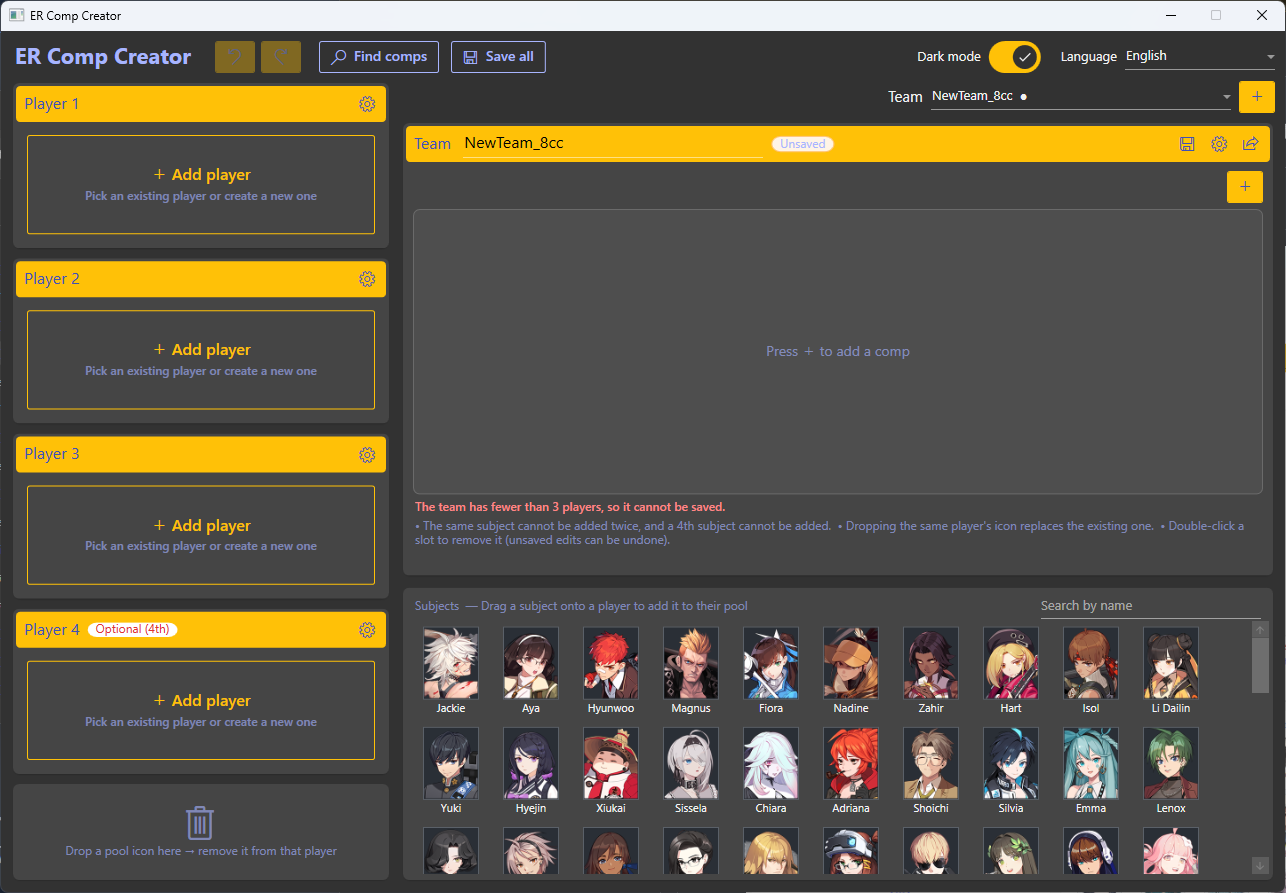 ER Comp Creator
ER Comp Creator
Find comps
Save all
Dark mode
Language
English
Team
NewTeam_8cc ●
+
Player 1
+ Add player
Pick an existing player or create a new one
Player 2
+ Add player
Pick an existing player or create a new one
Player 3
+ Add player
Pick an existing player or create a new one
Player 4
Optional (4th)
+ Add player
Pick an existing player or create a new one
Drop a pool icon here → remove it from that player
Team
NewTeam_8cc
Unsaved
+
Press + to add a comp
The team has fewer than 3 players, so it cannot be saved.
• The same subject cannot be added twice, and a 4th subject cannot be added. • Dropping the same player's icon replaces the existing one. • Double-click a
slot to remove it (unsaved edits can be undone).
Subjects — Drag a subject onto a player to add it to their pool
Search by name
Jackie
Aya
Hyunwoo
Magnus
Fiora
Nadine
Zahir
Hart
Isol
Li Dailin
Yuki
Hyejin
Xiukai
Sissela
Chiara
Adriana
Shoichi
Silvia
Emma
Lenox